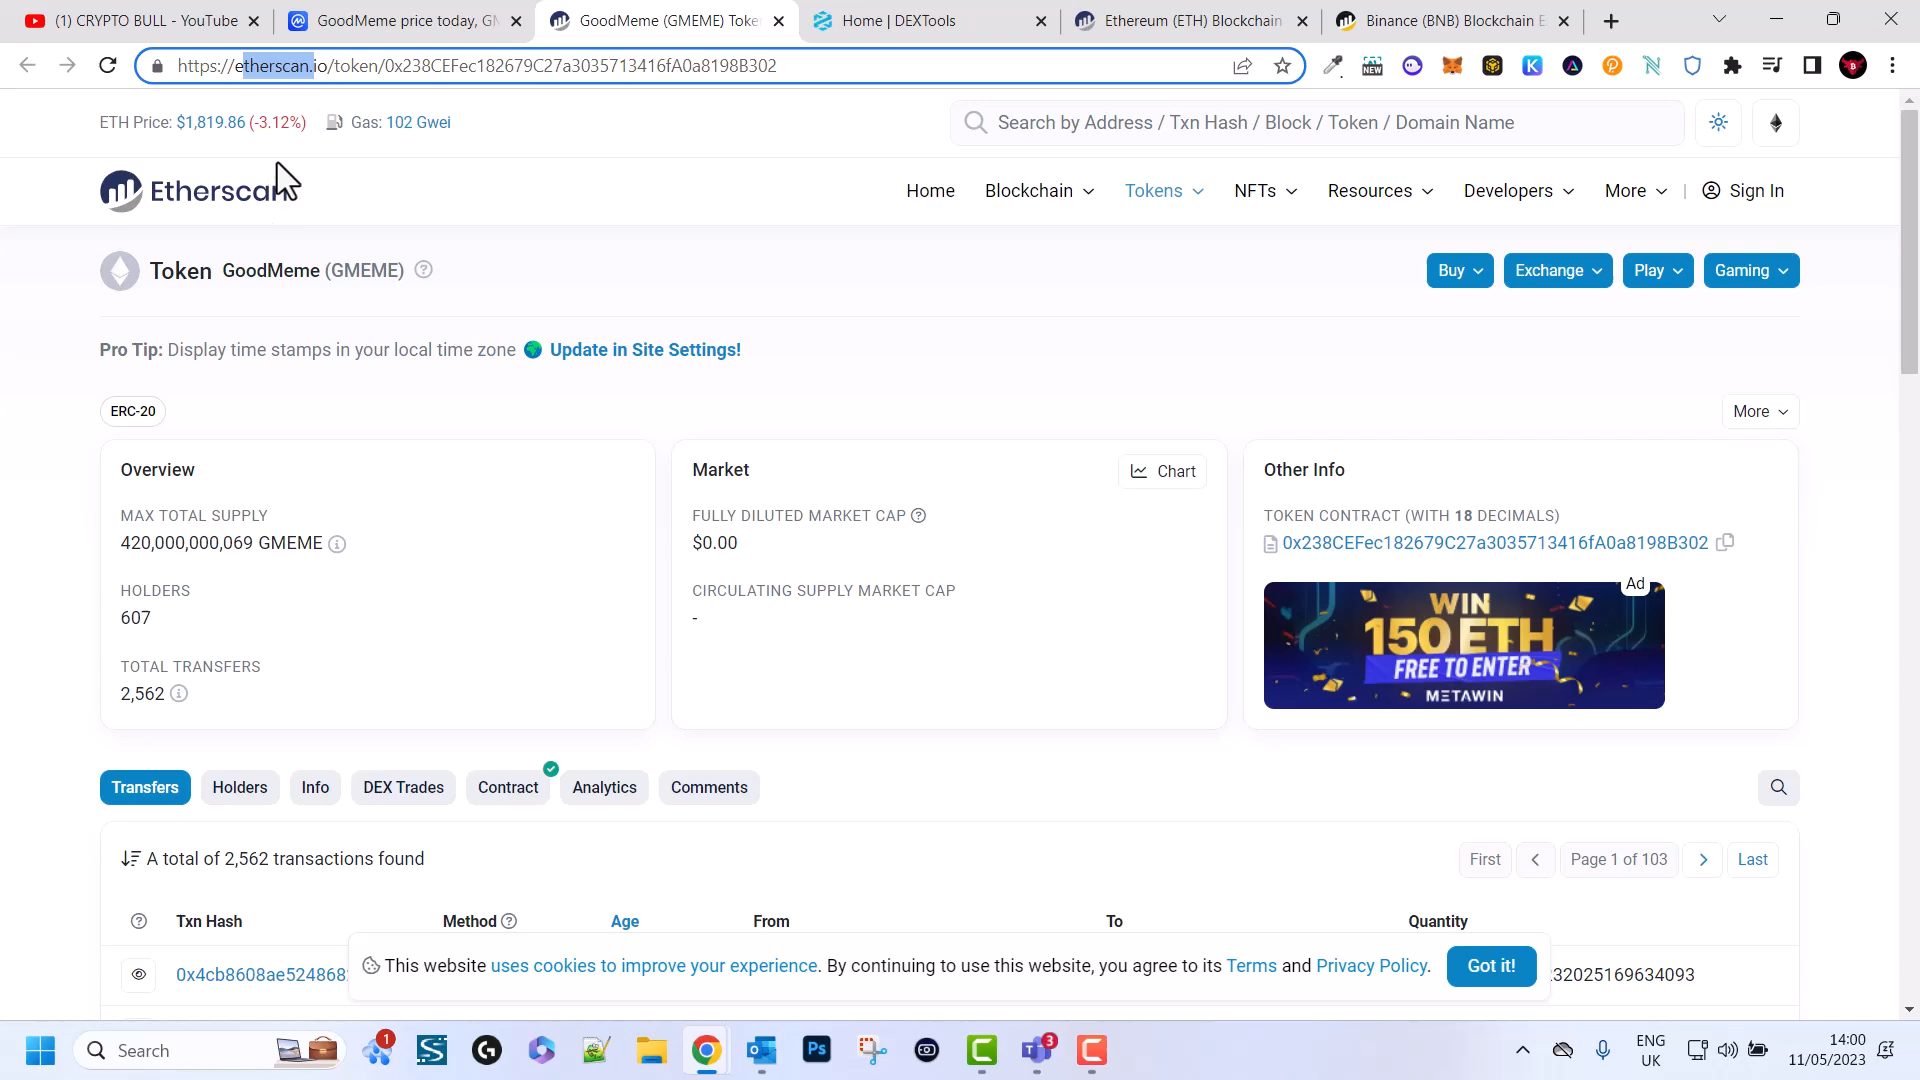 (1) CRYPTO BULL - YouTube
GoodMeme price today, GM
GoodMeme (GMEME) Toke
Home | DEXTools
Ethereum (ETH) Blockchain
Binance (BNB) Blockchain E
https://etherscan.io/token/0x238CEFec182679C27a3035713416fA0a8198B302
NEW
ETH Price: $1,819.86 (-3.12%)
Gas: 102 Gwei
Search by Address / Txn Hash / Block / Token / Domain Name
Etherscan
Home
Blockchain
Tokens
NFTs
Resources
Developers
More
Sign In
Token GoodMeme (GMEME)
Buy
Exchange
Play
Gaming
Pro Tip: Display time stamps in your local time zone Update in Site Settings!
ERC-20
More
Overview
MAX TOTAL SUPPLY
420,000,000,069 GMEME
HOLDERS
607
TOTAL TRANSFERS
2,562
Market
Chart
FULLY DILUTED MARKET CAP
$0.00
CIRCULATING SUPPLY MARKET CAP
-
Other Info
TOKEN CONTRACT (WITH 18 DECIMALS)
0x238CEFec182679C27a3035713416fA0a8198B302
Ad
WIN
150 ETH
FREE TO ENTER
METAWIN
Transfers
Holders
Info
DEX Trades
Contract
Analytics
Comments
A total of 2,562 transactions found
First
Page 1 of 103
Last
Txn Hash
Method
Age
From
To
Quantity
0x4cb8608ae524868
This website uses cookies to improve your experience. By continuing to use this website, you agree to its Terms and Privacy Policy.
Got it!
32025169634093
Search
1
Ps
3
ENG
UK
14:00
11/05/2023